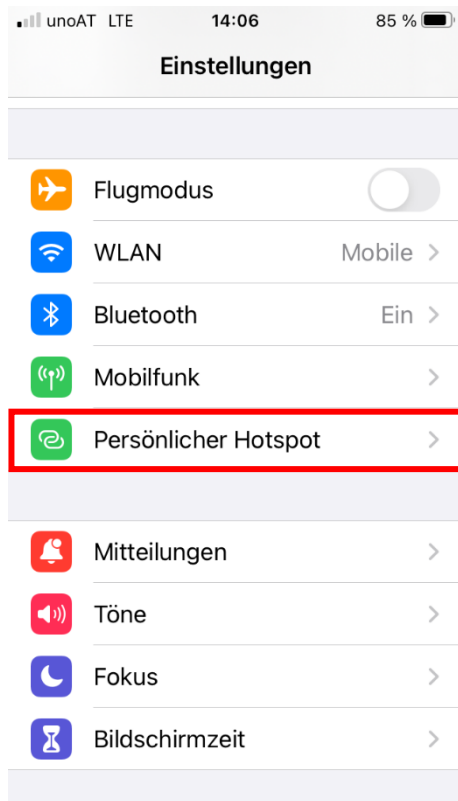 unoAT LTE 14:06 85 %
Einstellungen
Flugmodus
WLAN Mobile
Bluetooth Ein
Mobilfunk
Persönlicher Hotspot
Mitteilungen
Töne
Fokus
Bildschirmzeit